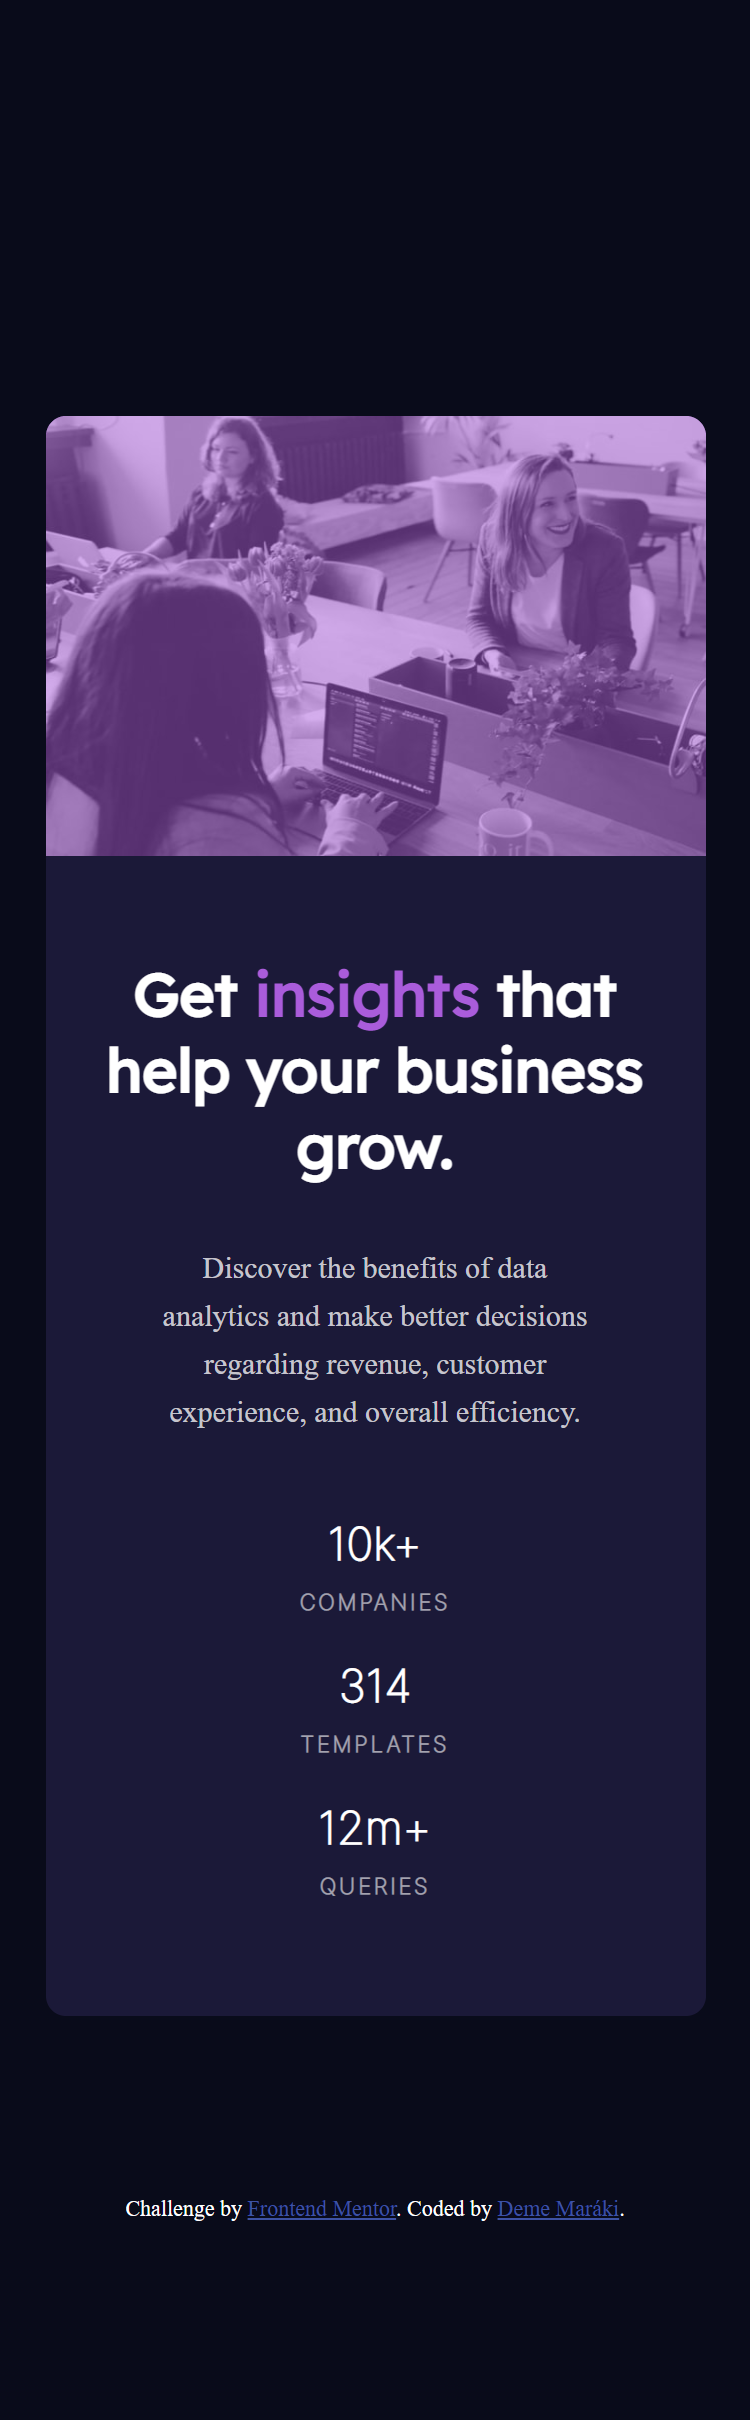 Get insights that
help your business
grow.
Discover the benefits of data
analytics and make better decisions
regarding revenue, customer
experience, and overall efficiency.
10k+
COMPANIES
314
TEMPLATES
12m+
QUERIES
Challenge by Frontend Mentor. Coded by Deme Maráki.